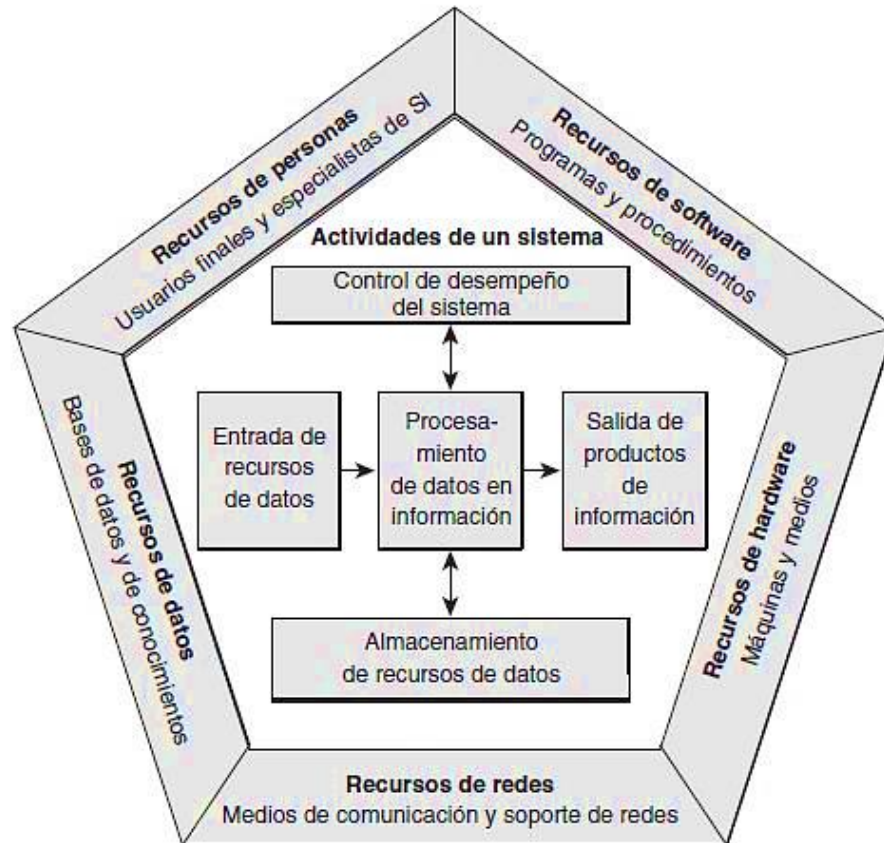 Recursos de personas
Usuarios finales y especialistas de SI
Recursos de software
Programas y procedimientos
Actividades de un sistema
Control de desempeño
del sistema
Entrada de
recursos
de datos
Procesa-
miento
de datos en
información
Salida de
productos
de
información
Almacenamiento
de recursos de datos
Recursos de datos
Bases de datos y de conocimientos
Recursos de hardware
Máquinas y medios
Recursos de redes
Medios de comunicación y soporte de redes